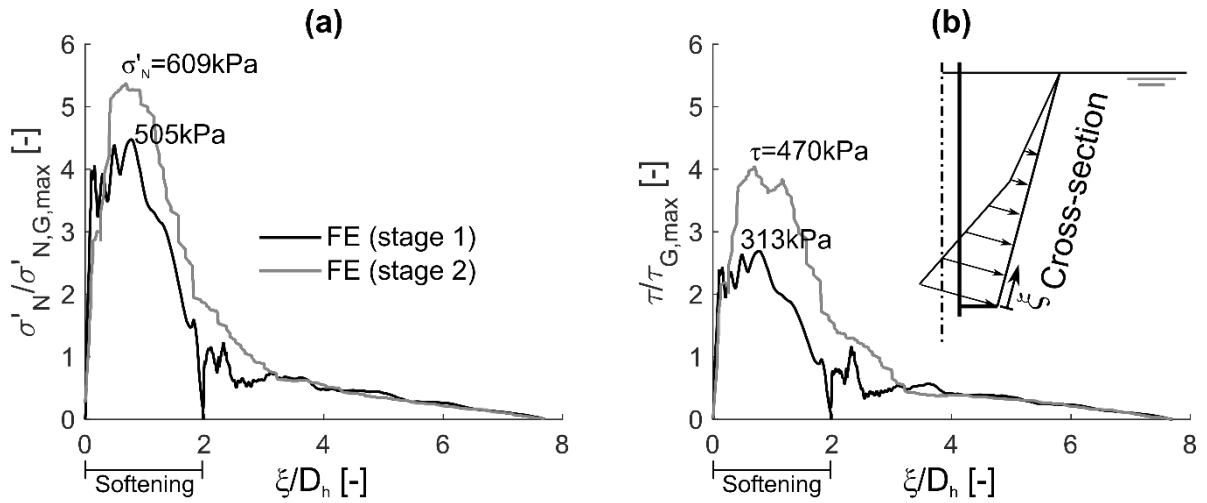 (a)
σ'N/σ'N,G,max [-]
6
5
4
3
2
1
0
σ'N=609kPa
505kPa
FE (stage 1)
FE (stage 2)
0 2 4 6 8
Softening
ξ/Dh [-]
(b)
τ/τG,max [-]
6
5
4
3
2
1
0
τ=470kPa
313kPa
Cross-section
ξ
0 2 4 6 8
Softening
ξ/Dh [-]